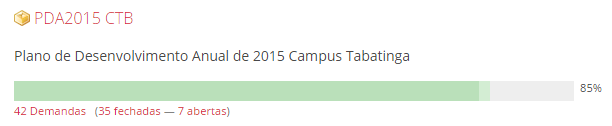 PDA2015 CTB
Plano de Desenvolvimento Anual de 2015 Campus Tabatinga
85%
42 Demandas (35 fechadas — 7 abertas)